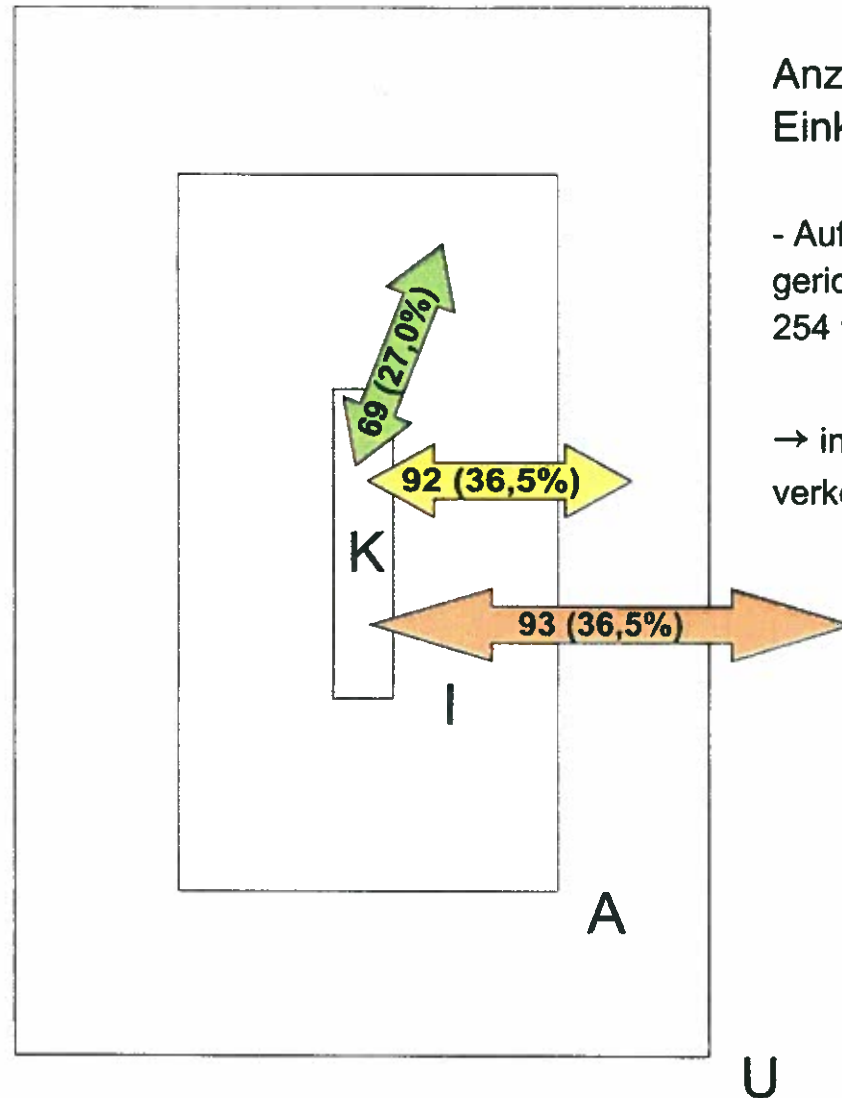 Anz
Eink
- Auf
geric
254
→ in
verke
69 (27,0%)
92 (36,5%)
K
93 (36,5%)
I
A
U